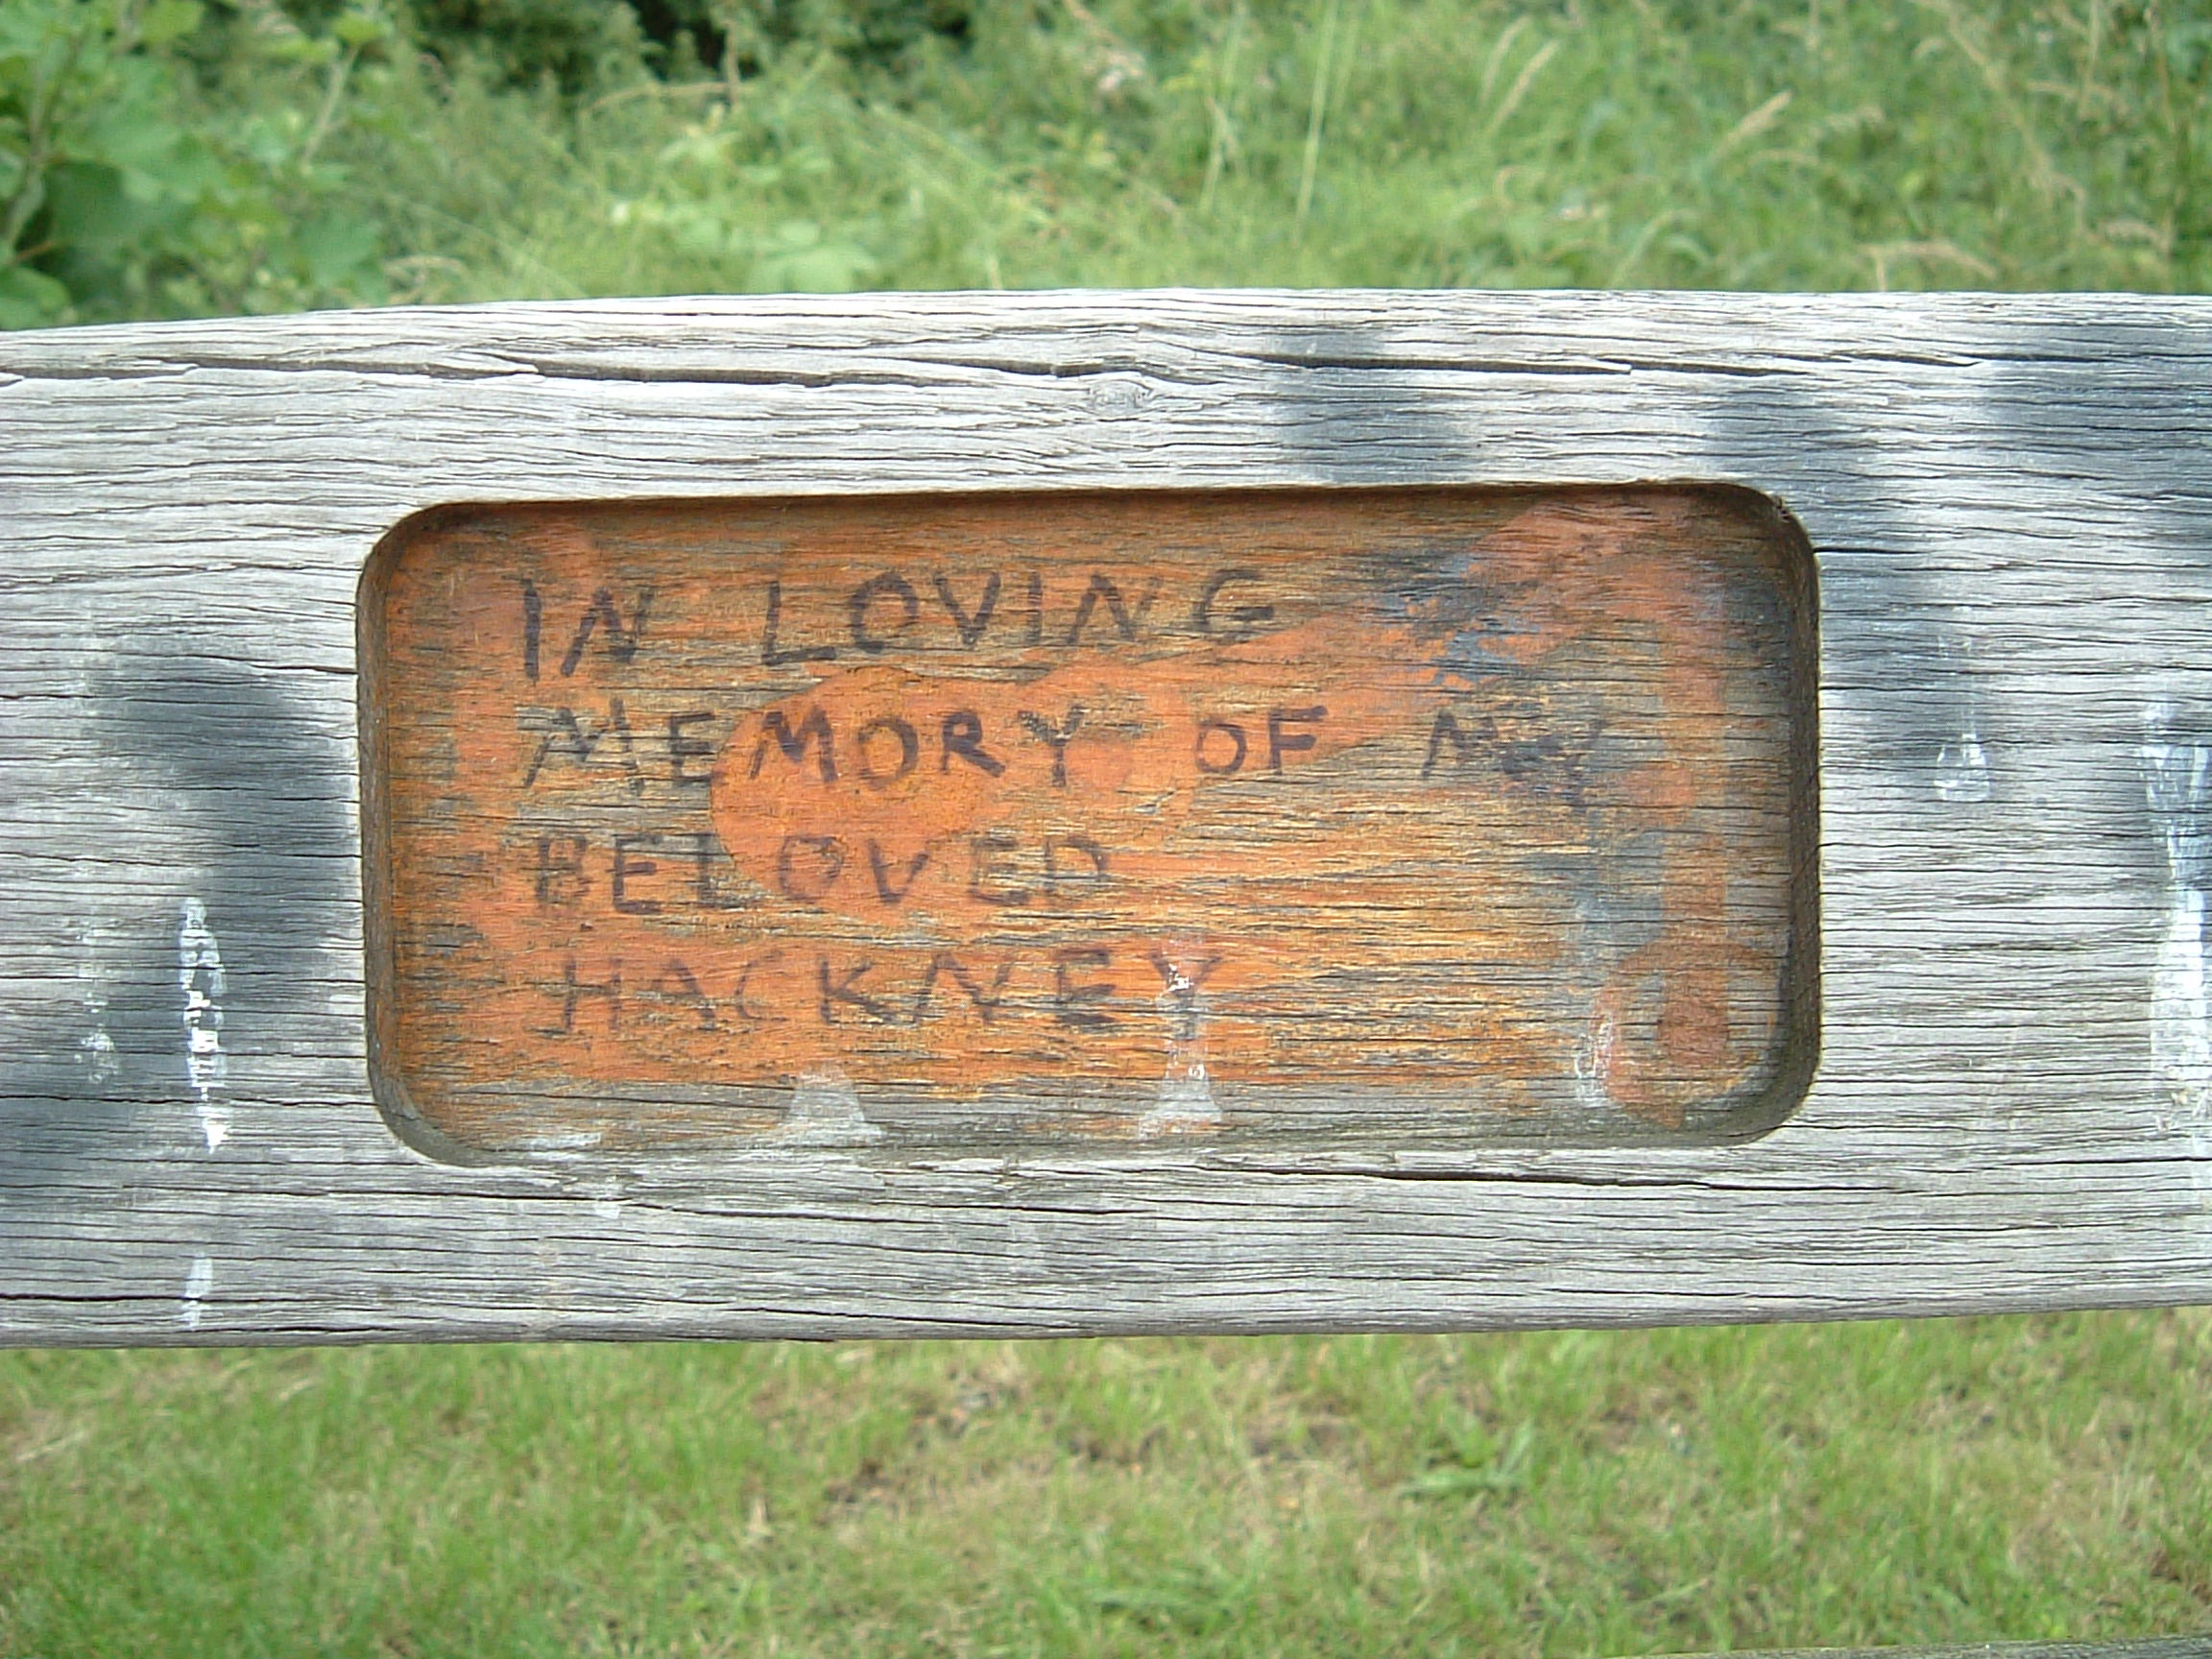 IN LOVING
MEMORY OF MY
BELOVED
HACKNEY